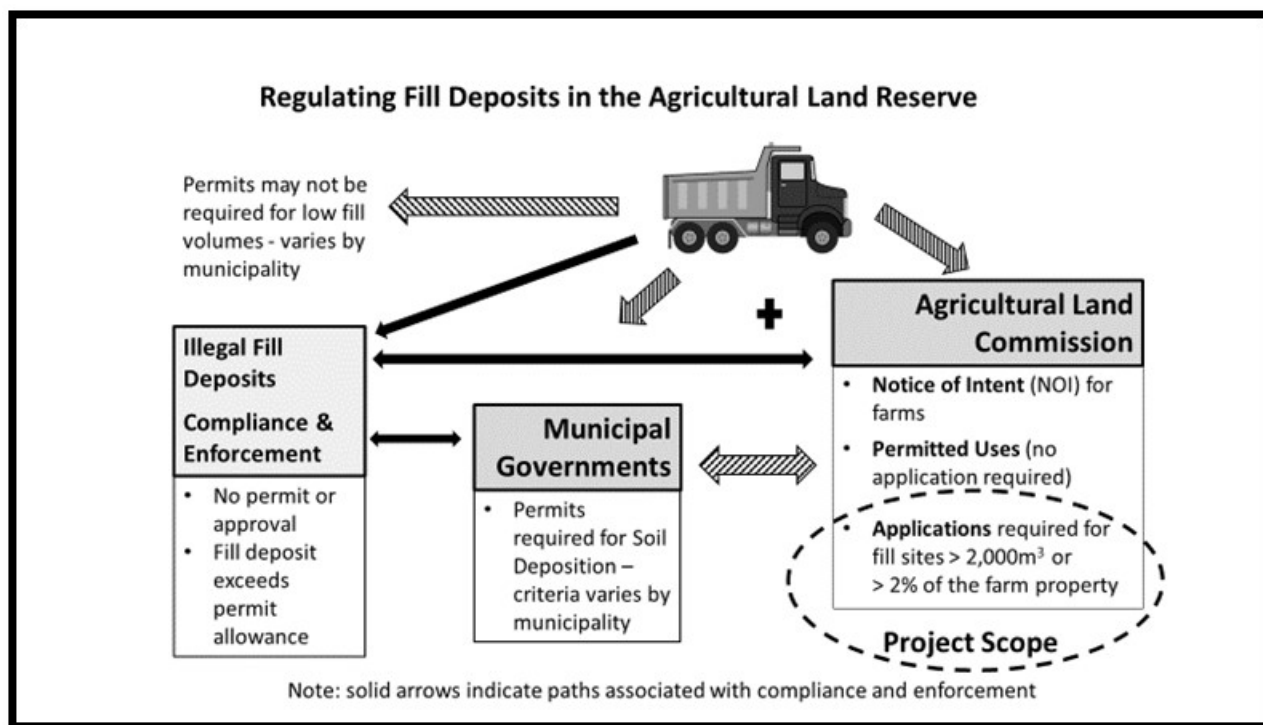 Regulating Fill Deposits in the Agricultural Land Reserve
Permits may not be
required for low fill
volumes - varies by
municipality
Illegal Fill
Deposits
Compliance &
Enforcement
• No permit or
approval
• Fill deposit
exceeds
permit
allowance
Municipal
Governments
• Permits
required for Soil
Deposition –
criteria varies by
municipality
+
Agricultural Land
Commission
• Notice of Intent (NOI) for
farms
• Permitted Uses (no
application required)
• Applications required for
fill sites > 2,000m³ or
> 2% of the farm property
Project Scope
Note: solid arrows indicate paths associated with compliance and enforcement